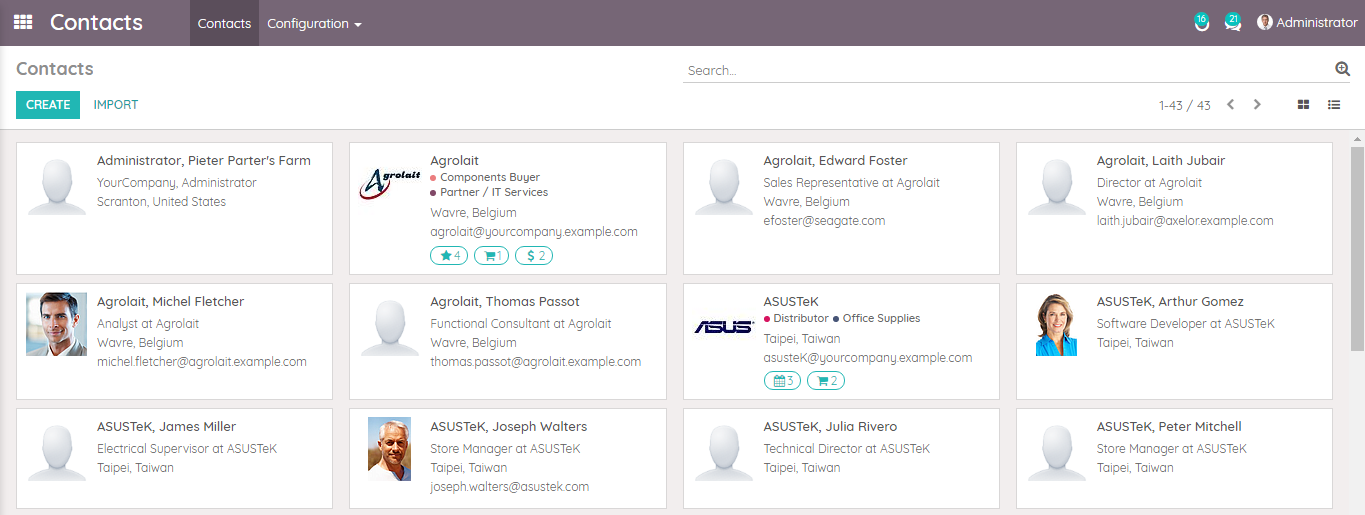 Contacts
Contacts
Configuration
16
21
Administrator
Contacts
Search...
CREATE
IMPORT
1-43 / 43
Administrator, Pieter Parter's Farm
YourCompany, Administrator
Scranton, United States
Agrolait
Agrolait
Components Buyer
Partner / IT Services
Wavre, Belgium
agrolait@yourcompany.example.com
4
1
$ 2
Agrolait, Edward Foster
Sales Representative at Agrolait
Wavre, Belgium
efoster@seagate.com
Agrolait, Laith Jubair
Director at Agrolait
Wavre, Belgium
laith.jubair@axelor.example.com
Agrolait, Michel Fletcher
Analyst at Agrolait
Wavre, Belgium
michel.fletcher@agrolait.example.com
Agrolait, Thomas Passot
Functional Consultant at Agrolait
Wavre, Belgium
thomas.passot@agrolait.example.com
ASUS
ASUSTeK
Distributor Office Supplies
Taipei, Taiwan
asusteK@yourcompany.example.com
3
2
ASUSTeK, Arthur Gomez
Software Developer at ASUSTeK
Taipei, Taiwan
ASUSTeK, James Miller
Electrical Supervisor at ASUSTeK
Taipei, Taiwan
ASUSTeK, Joseph Walters
Store Manager at ASUSTeK
Taipei, Taiwan
joseph.walters@asustek.com
ASUSTeK, Julia Rivero
Technical Director at ASUSTeK
Taipei, Taiwan
ASUSTeK, Peter Mitchell
Store Manager at ASUSTeK
Taipei, Taiwan